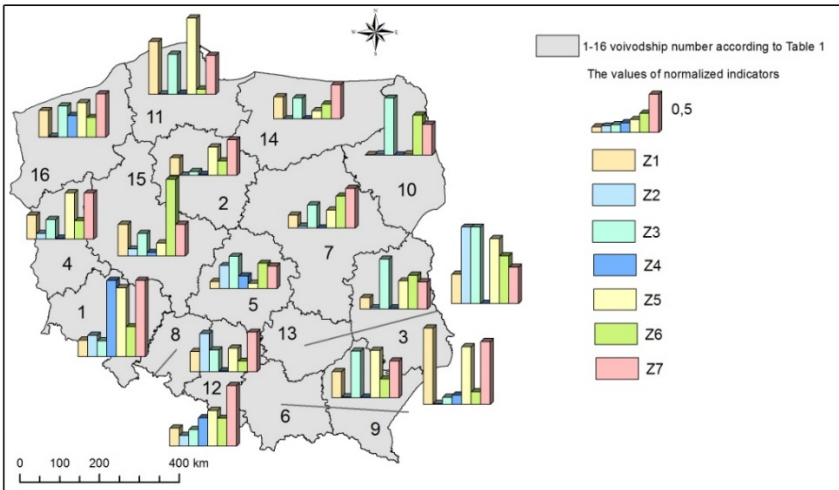 N
W
E
S
1-16 voivodship number according to Table 1
The values of normalized indicators
0,5
Z1
Z2
Z3
Z4
Z5
Z6
Z7
11
14
16
15
2
10
4
7
1
5
8
13
3
12
6
9
0 100 200 400 km